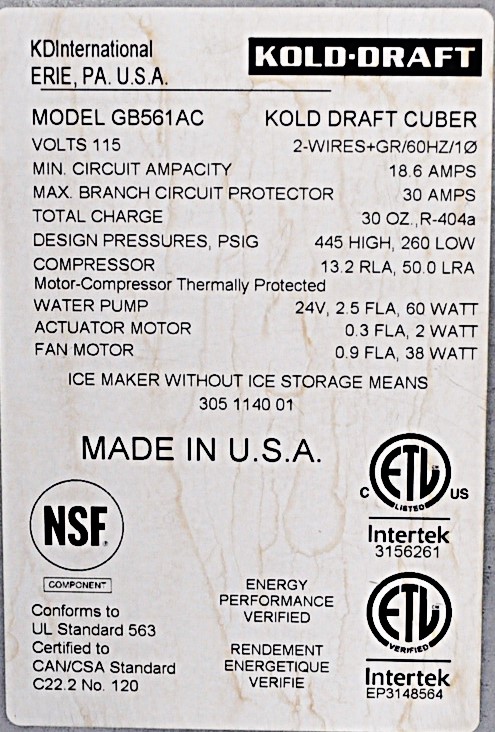 KDInternational
ERIE, PA. U.S.A.
KOLD-DRAFT
MODEL GB561AC KOLD DRAFT CUBER
VOLTS 115 2-WIRES+GR/60HZ/1Ø
MIN. CIRCUIT AMPACITY 18.6 AMPS
MAX. BRANCH CIRCUIT PROTECTOR 30 AMPS
TOTAL CHARGE 30 OZ.,R-404a
DESIGN PRESSURES, PSIG 445 HIGH, 260 LOW
COMPRESSOR 13.2 RLA, 50.0 LRA
Motor-Compressor Thermally Protected
WATER PUMP 24V, 2.5 FLA, 60 WATT
ACTUATOR MOTOR 0.3 FLA, 2 WATT
FAN MOTOR 0.9 FLA, 38 WATT
ICE MAKER WITHOUT ICE STORAGE MEANS
305 1140 01
MADE IN U.S.A.
NSF.
COMPONENT
Conforms to
UL Standard 563
Certified to
CAN/CSA Standard
C22.2 No. 120
ENERGY
PERFORMANCE
VERIFIED
RENDEMENT
ENERGETIQUE
VERIFIE
C ETL US
LISTED
Intertek
3156261
ETL
VERIFIED
Intertek
EP3148564